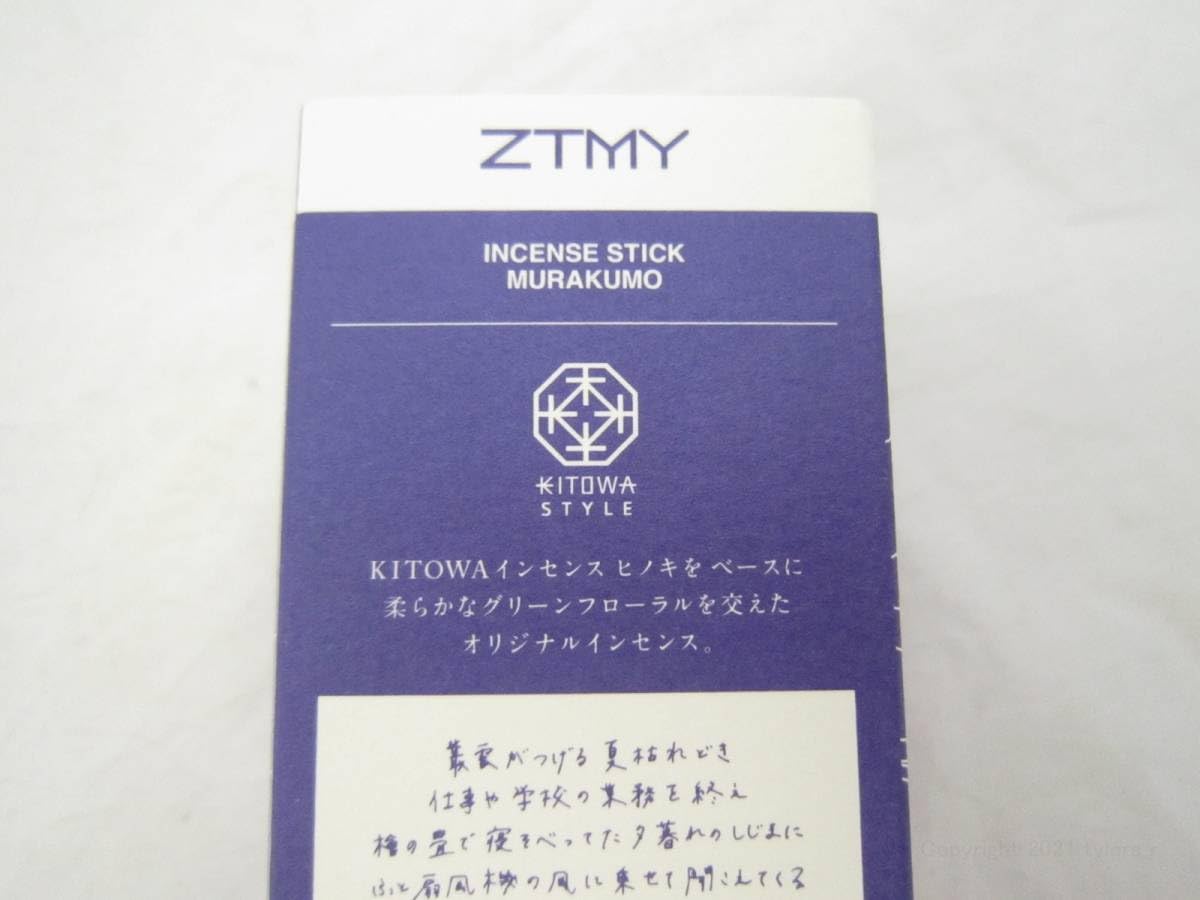 ZTMY
INCENSE STICK
MURAKUMO
KITOWA
STYLE
KITOWAインセンス ヒノキを ベースに
柔らかなグリーンフローラルを交えた
オリジナルインセンス。
叢雲がつげる 夏枯れどき
仕事や学校の業務を終え
檜の畳で寝そべってた夕暮れのしじまに
ふっと扇風機の風に乗せて聞こえてくる